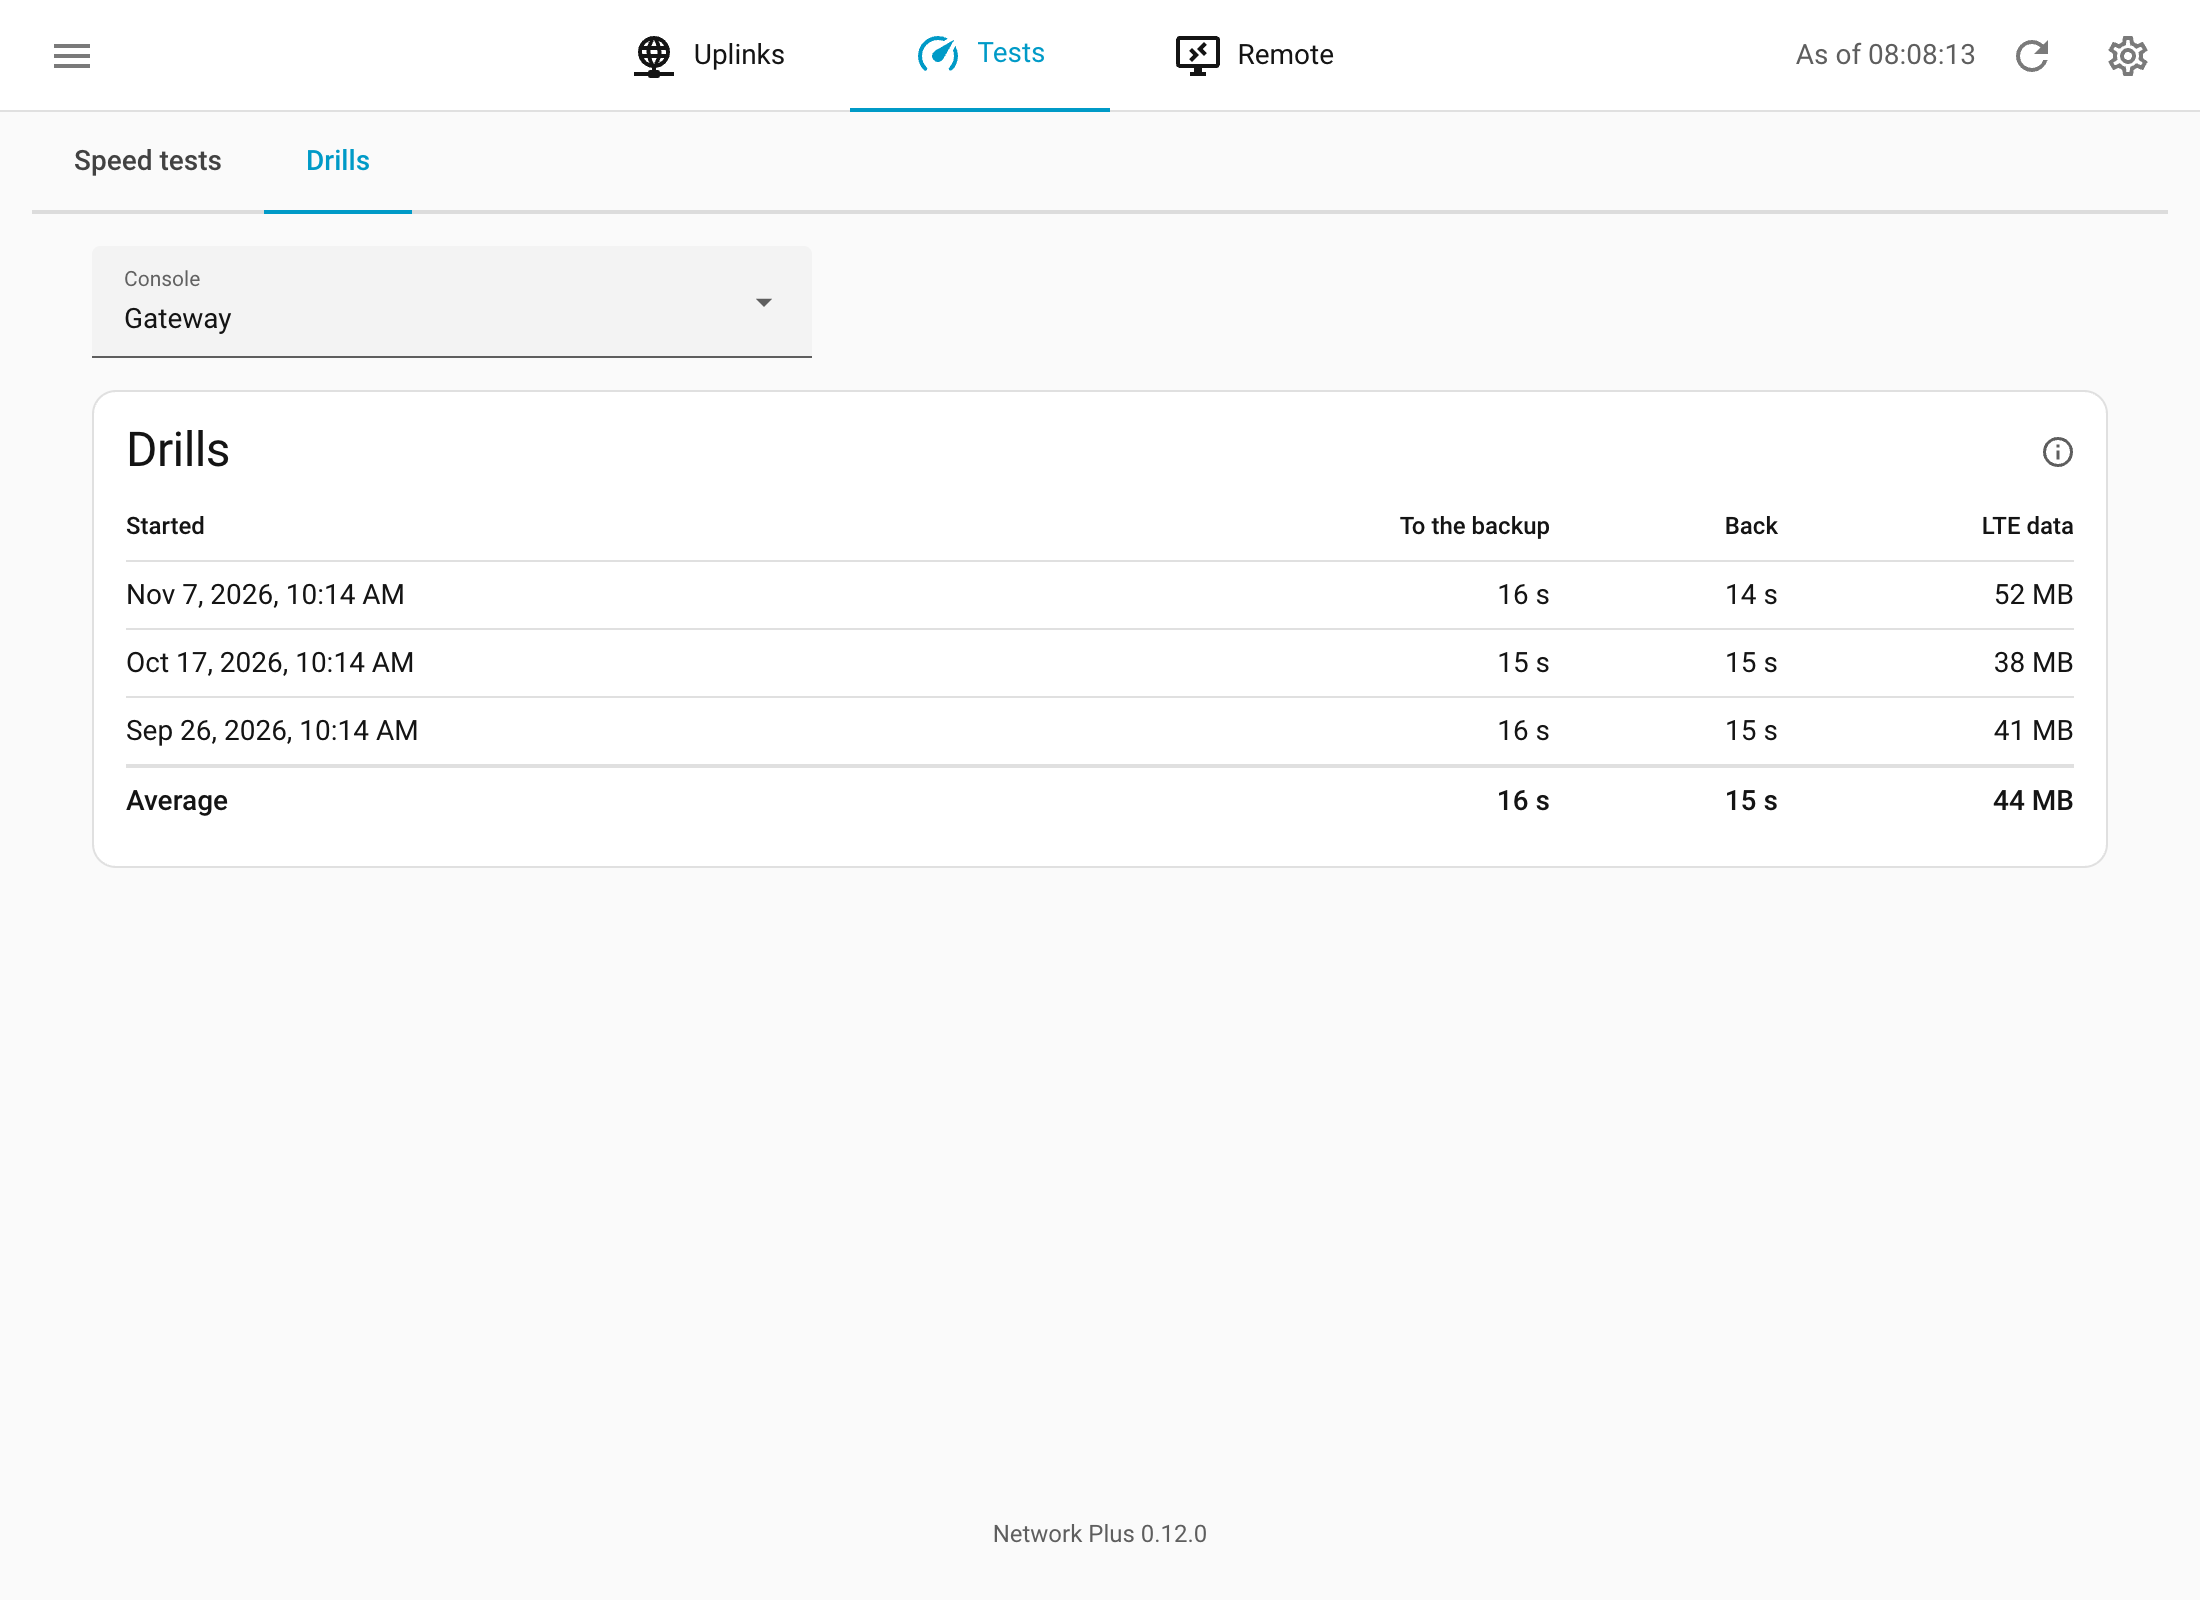 Uplinks
Tests
Remote
As of 08:08:13
Speed tests
Drills
Console
Gateway
Drills
Started To the backup Back LTE data
Nov 7, 2026, 10:14 AM 16 s 14 s 52 MB
Oct 17, 2026, 10:14 AM 15 s 15 s 38 MB
Sep 26, 2026, 10:14 AM 16 s 15 s 41 MB
Average 16 s 15 s 44 MB
Network Plus 0.12.0